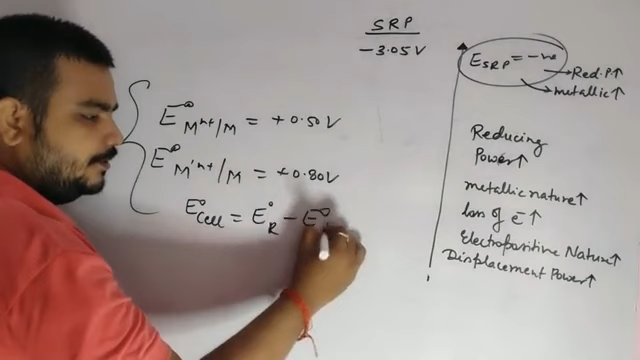 SRP
-3.05V
E°Mn+/M = +0.50V
E°M'n+/M = +0.80V
E°Cell = E°R - E°
ESRP = -ve
→ Red.P↑
→ metallic↑
Reducing
Power↑
metallic nature↑
loss of e-↑
Electropositive Nature↑
Displacement Power↑